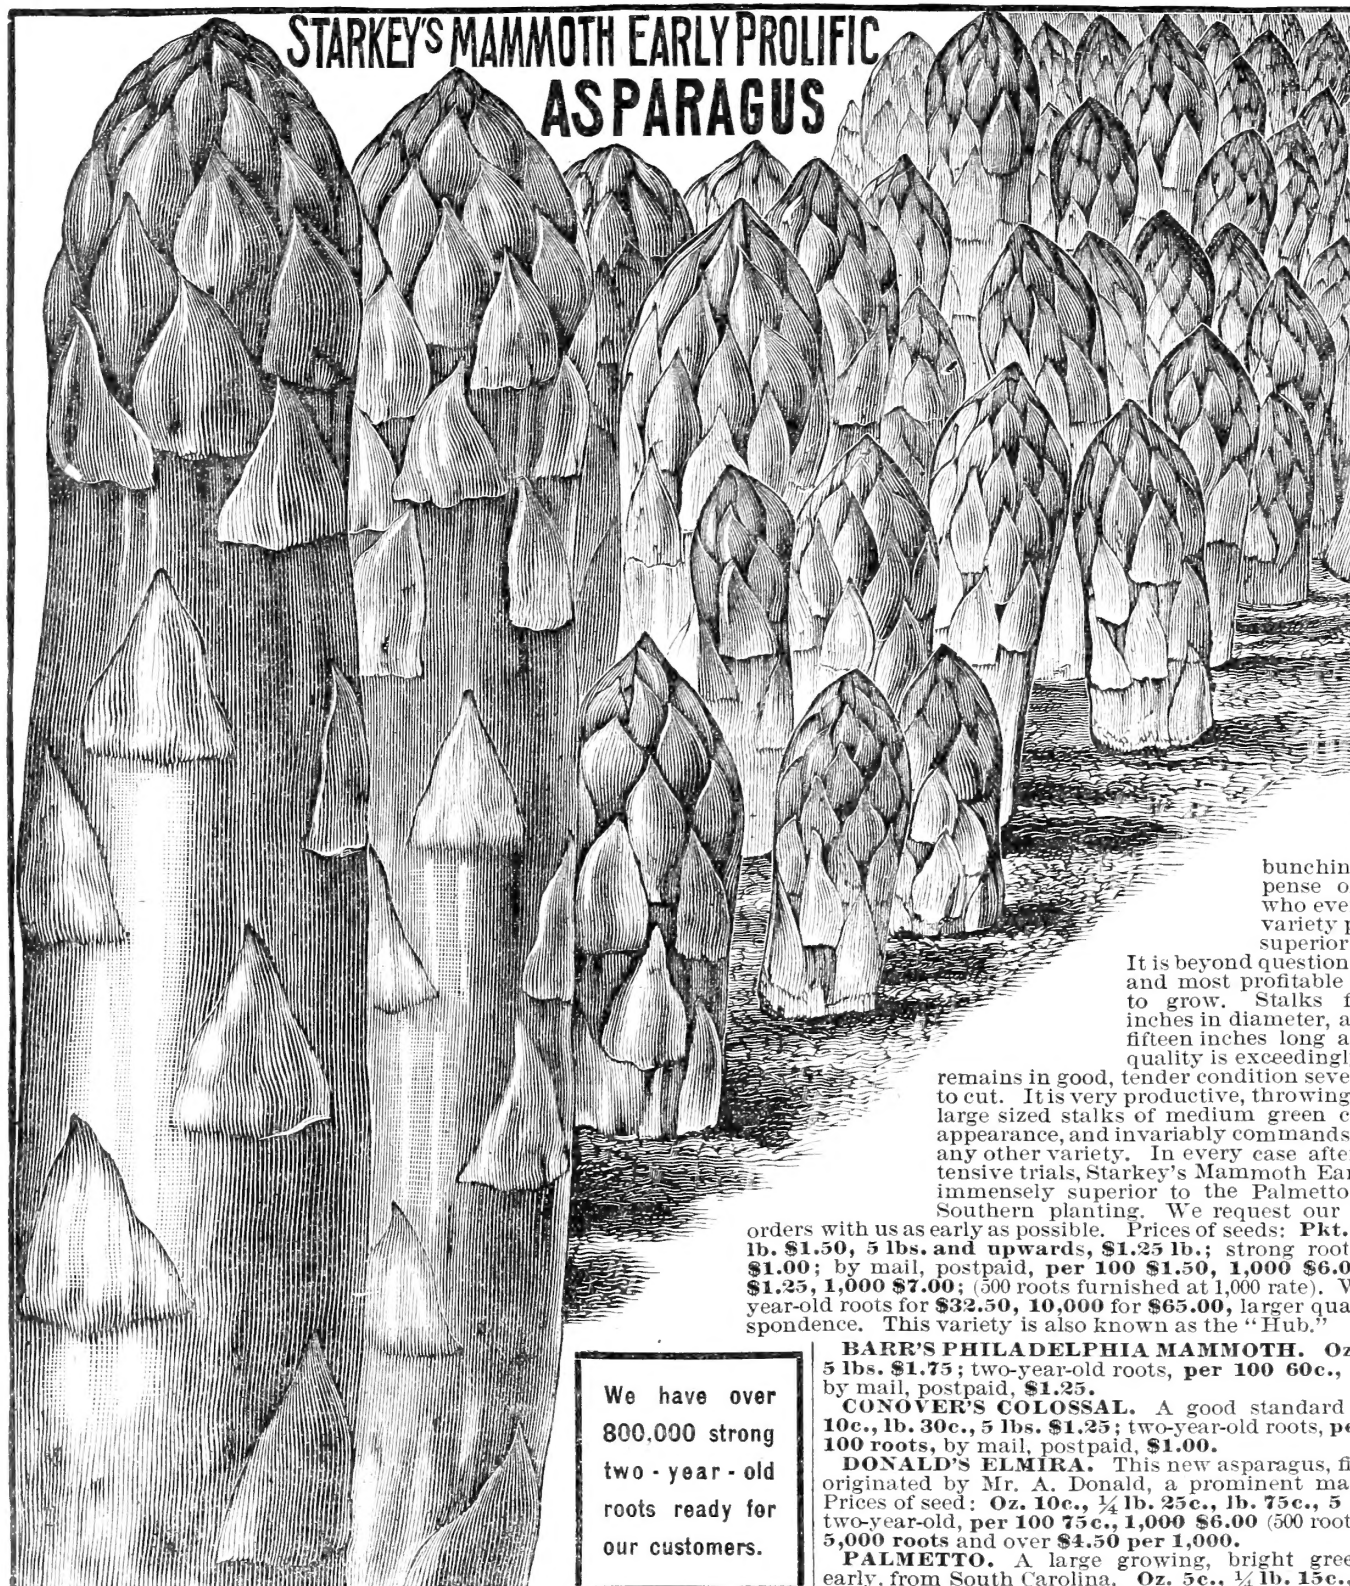 STARKEY'S MAMMOTH EARLY PROLIFIC
ASPARAGUS
bunchin
pense o
who eve
variety p
superior
It is beyond question
and most profitable
to grow. Stalks f
inches in diameter, a
fifteen inches long a
quality is exceedingl
remains in good, tender condition seve
to cut. It is very productive, throwing
large sized stalks of medium green c
appearance, and invariably commands
any other variety. In every case afte
tensive trials, Starkey's Mammoth Ear
immensely superior to the Palmetto
Southern planting. We request our
orders with us as early as possible. Prices of seeds: Pkt.
lb. $1.50, 5 lbs. and upwards, $1.25 lb.; strong root
$1.00; by mail, postpaid, per 100 $1.50, 1,000 $6.0
$1.25, 1,000 $7.00; (500 roots furnished at 1,000 rate). W
year-old roots for $32.50, 10,000 for $65.00, larger qua
spondence. This variety is also known as the "Hub."
BARR'S PHILADELPHIA MAMMOTH. Oz
5 lbs. $1.75; two-year-old roots, per 100 60c.,
by mail, postpaid, $1.25.
CONOVER'S COLOSSAL. A good standard
10c., lb. 30c., 5 lbs. $1.25; two-year-old roots, pe
100 roots, by mail, postpaid, $1.00.
DONALD'S ELMIRA. This new asparagus, fi
originated by Mr. A. Donald, a prominent ma
Prices of seed: Oz. 10c., ¼ lb. 25c., lb. 75c., 5
two-year-old, per 100 75c., 1,000 $6.00 (500 root
5,000 roots and over $4.50 per 1,000.
PALMETTO. A large growing, bright gree
early, from South Carolina. Oz. 5c., ¼ lb. 15c.,
We have over
800,000 strong
two-year-old
roots ready for
our customers.